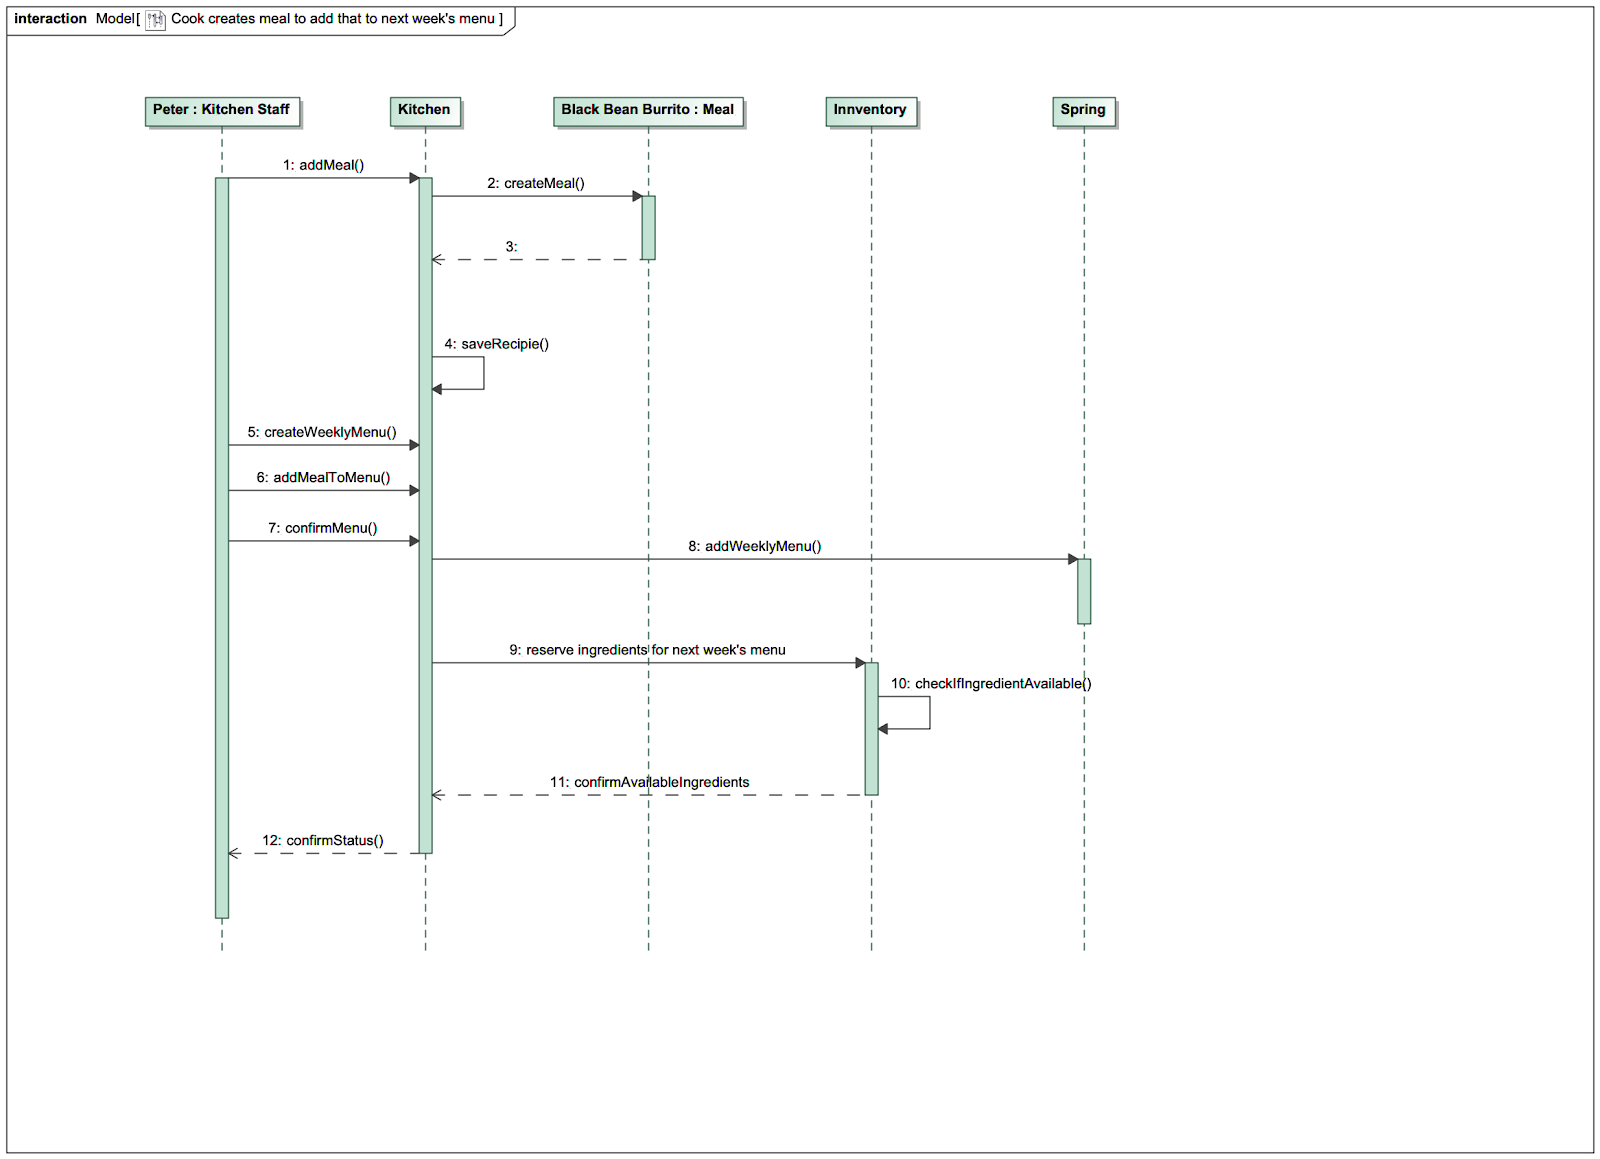 interaction Model[ Cook creates meal to add that to next week's menu ]
Peter : Kitchen Staff
Kitchen
Black Bean Burrito : Meal
Innventory
Spring
1: addMeal()
2: createMeal()
3:
4: saveRecipie()
5: createWeeklyMenu()
6: addMealToMenu()
7: confirmMenu()
8: addWeeklyMenu()
9: reserve ingredients for next week's menu
10: checkIfIngredientAvailable()
11: confirmAvailableIngredients
12: confirmStatus()